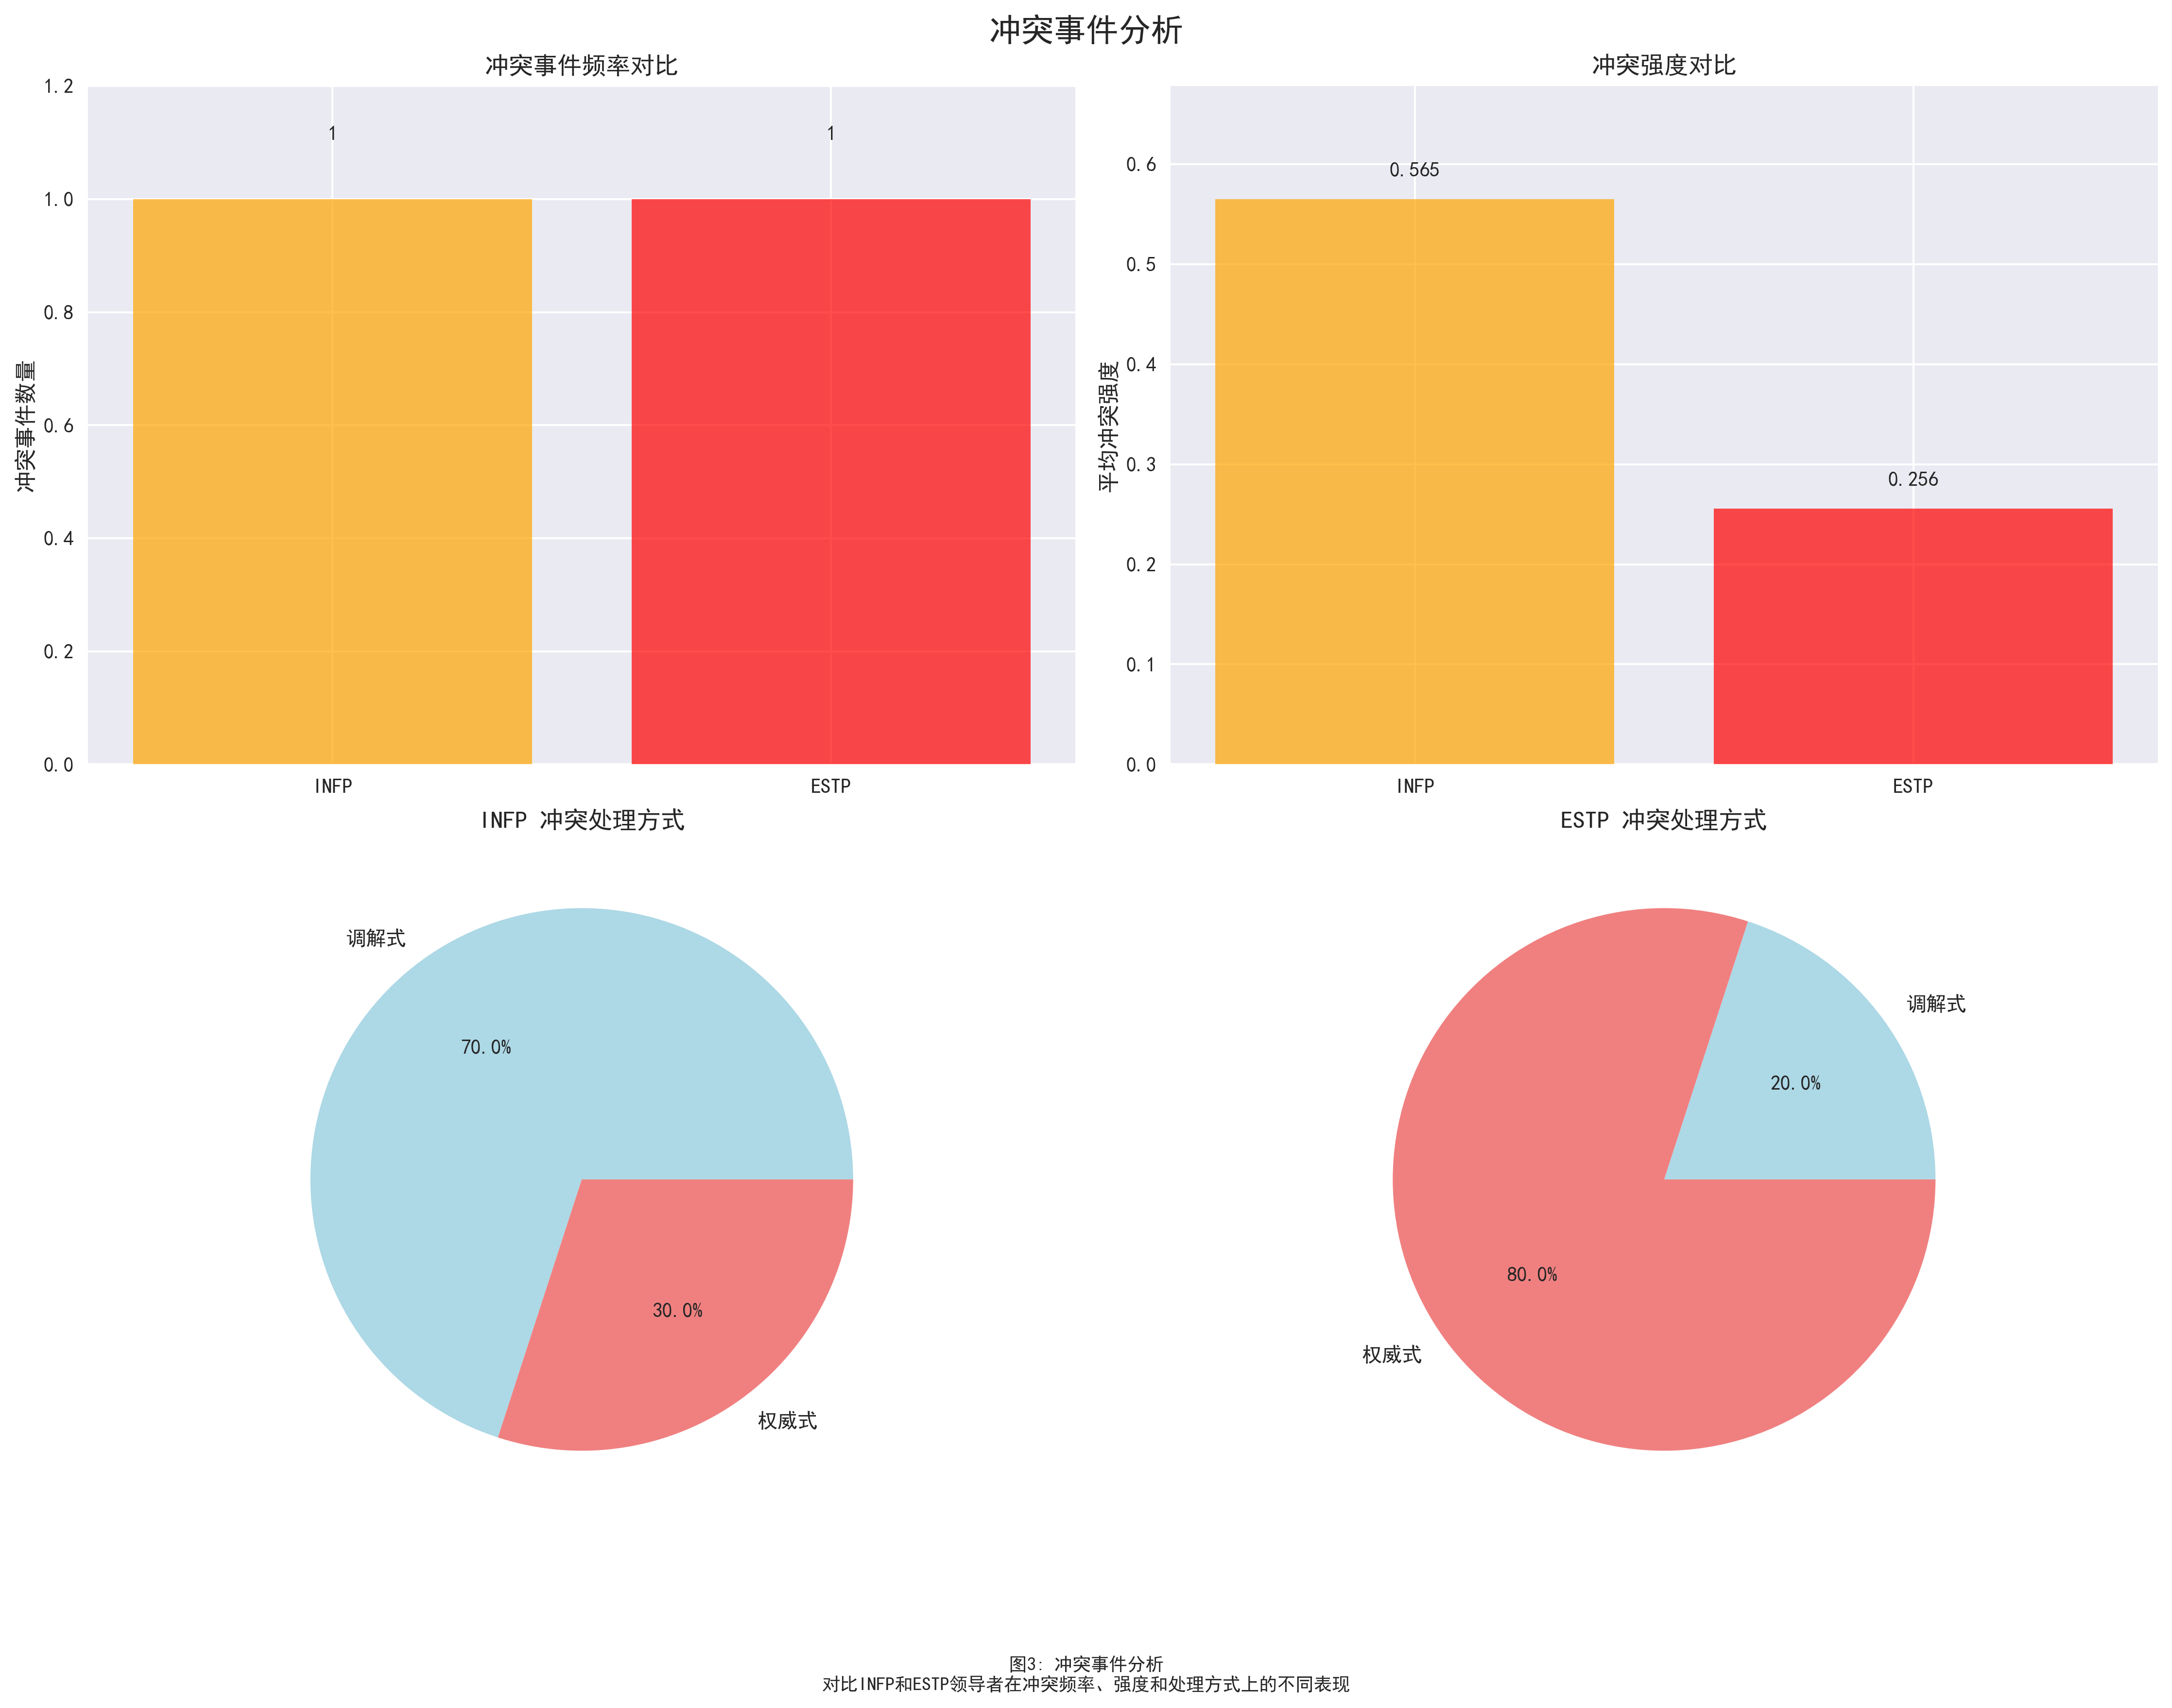 冲突事件分析
冲突事件频率对比
1.2
1.0
0.8
0.6
0.4
0.2
0.0
冲突事件数量
1
1
INFP
ESTP
冲突强度对比
0.6
0.5
0.4
0.3
0.2
0.1
0.0
平均冲突强度
0.565
0.256
INFP
ESTP
INFP 冲突处理方式
调解式
70.0%
30.0%
权威式
ESTP 冲突处理方式
调解式
20.0%
80.0%
权威式
图3: 冲突事件分析
对比INFP和ESTP领导者在冲突频率、强度和处理方式上的不同表现